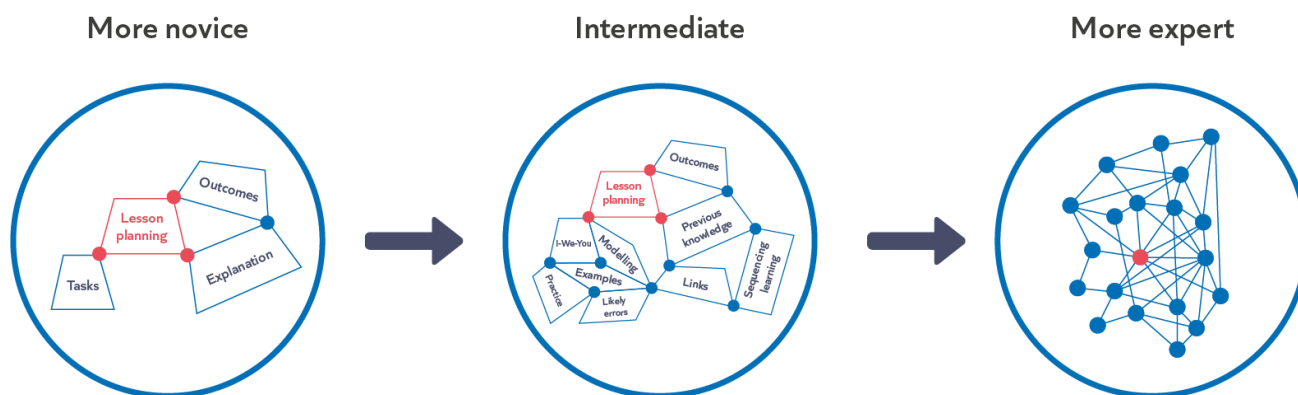 More novice
Intermediate
More expert
Outcomes
Lesson
planning
Explanation
Tasks
Outcomes
Lesson
planning
Previous
knowledge
I-We-You
Modelling
Examples
Practice
Likely
errors
Links
Sequencing
learning